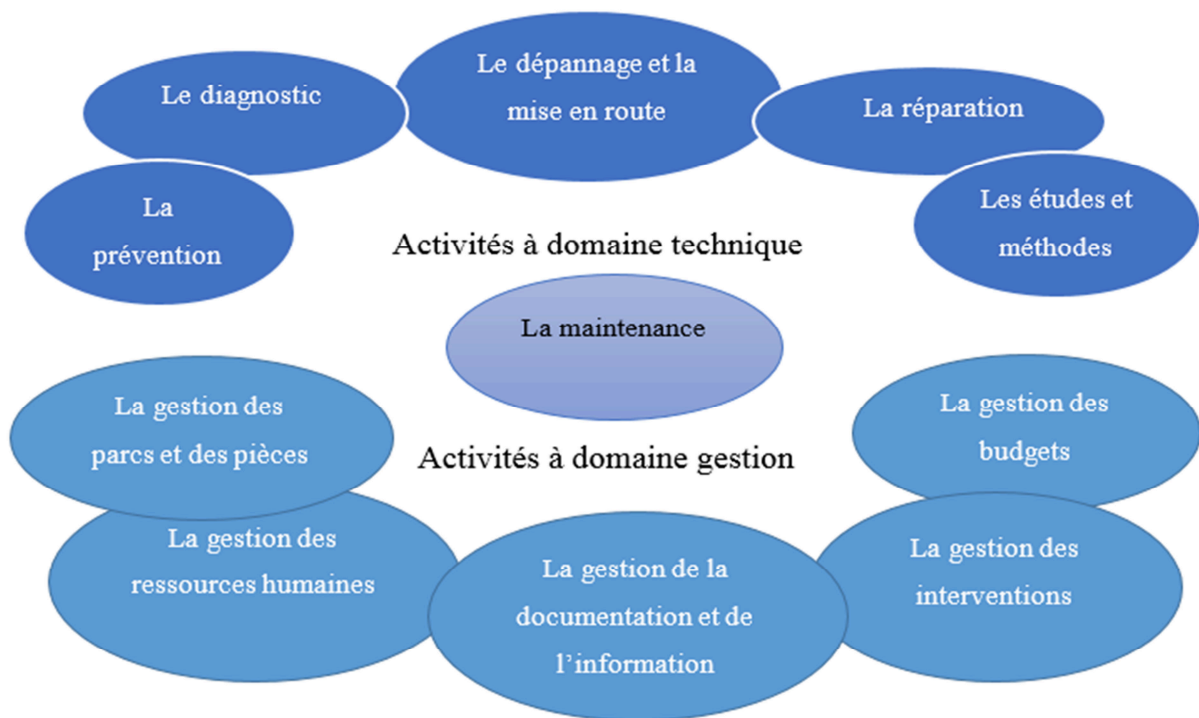 Le dépannage et la
mise en route
Le diagnostic
La réparation
La
prévention
Les études et
méthodes
Activités à domaine technique
La maintenance
La gestion des
parcs et des pièces
La gestion des
budgets
Activités à domaine gestion
La gestion des
ressources humaines
La gestion de la
documentation et de
l’information
La gestion des
interventions